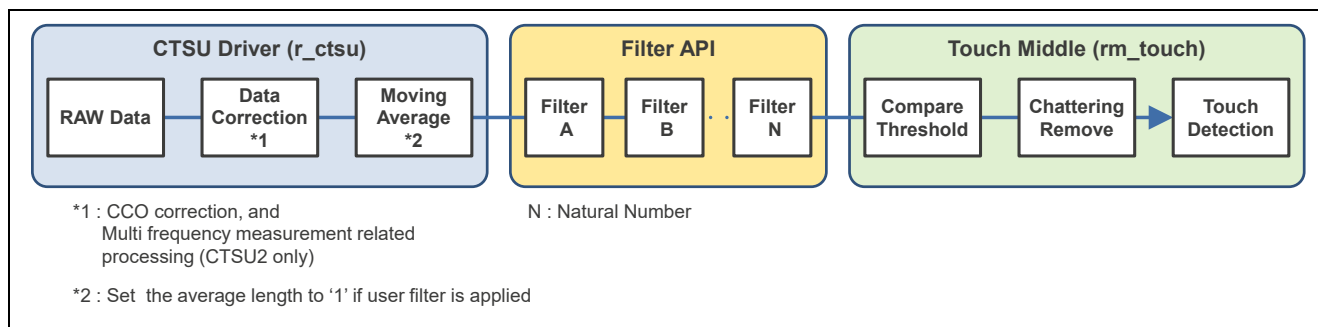 CTSU Driver (r_ctsu)
RAW Data
Data
Correction
*1
Moving
Average
*2
Filter API
Filter
A
Filter
B
· ·
Filter
N
Touch Middle (rm_touch)
Compare
Threshold
Chattering
Remove
Touch
Detection
*1 : CCO correction, and
Multi frequency measurement related
processing (CTSU2 only)
*2 : Set the average length to ‘1’ if user filter is applied
N : Natural Number